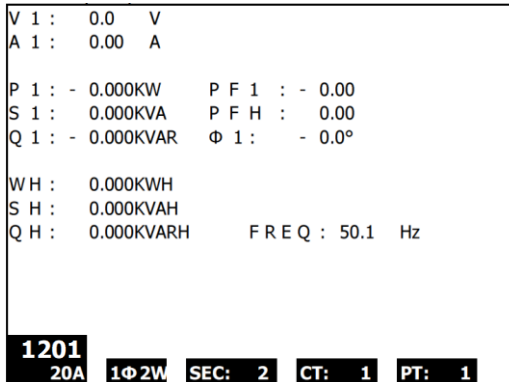 V 1 : 0.0 V
A 1 : 0.00 A
P 1 : - 0.000KW P F 1 : - 0.00
S 1 : 0.000KVA P F H : 0.00
Q 1 : - 0.000KVAR Φ 1 : - 0.0°
W H : 0.000KWH
S H : 0.000KVAH
Q H : 0.000KVARH F R E Q : 50.1 Hz
1201
20A 1Φ2W SEC: 2 CT: 1 PT: 1